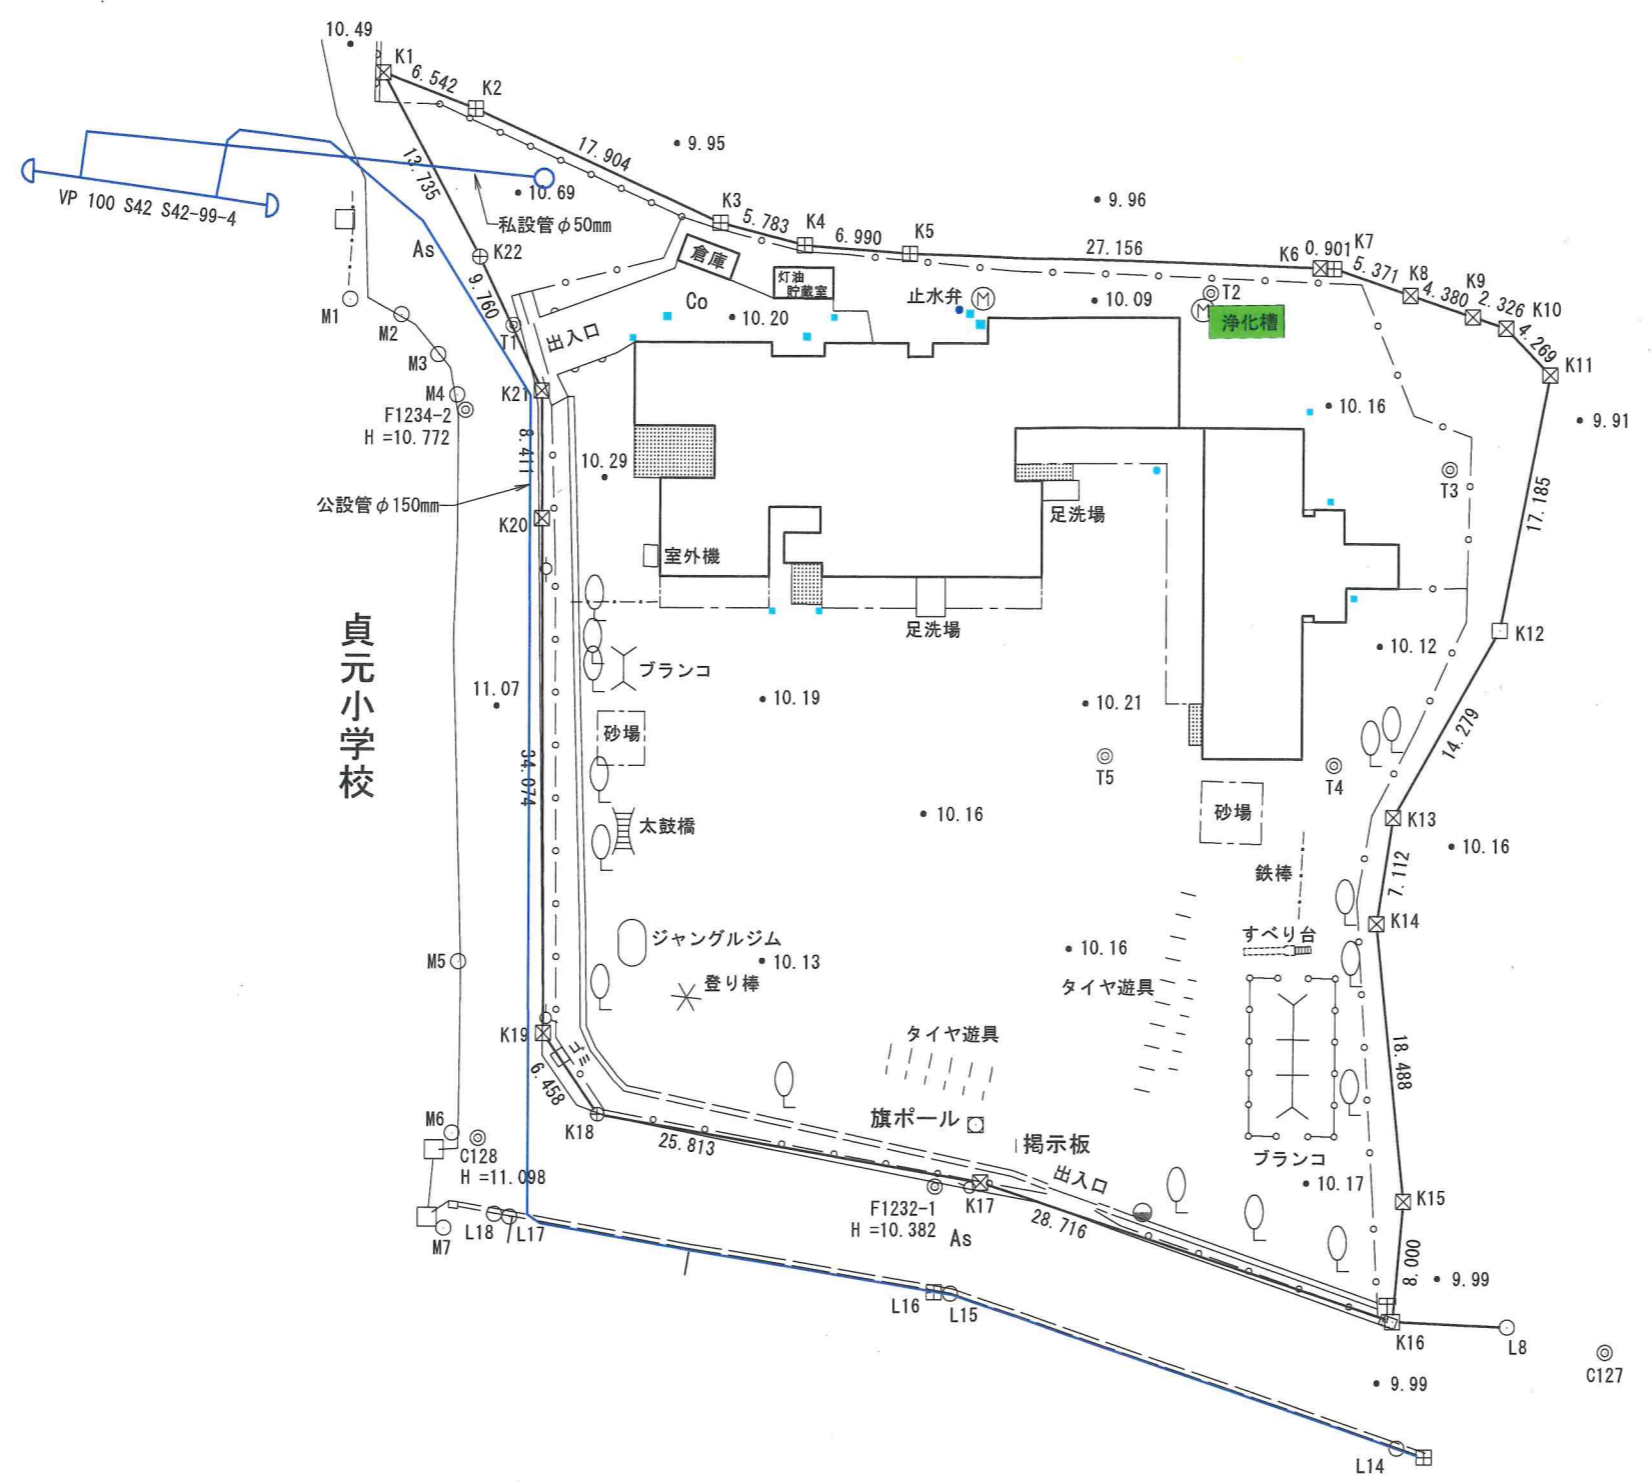 10.49
K1
6.542
K2
17.904
9.95
13.735
10.69
K3
5.783
K4
6.990
K5
9.96
27.156
K6
0.901
K7
5.371
K8
4.380
K9
2.326
K10
4.269
K11
VP 100 S42 S42-99-4
私設管φ50mm
As
K22
9.760
倉庫
灯油
貯蔵室
Co
10.20
止水弁
M
10.09
T2
M
浄化槽
M1
M2
M3
M4
T1
出入口
K21
F1234-2
H =10.772
8.411
10.29
10.16
9.91
T3
17.185
公設管φ150mm
K20
足洗場
室外機
足洗場
K12
10.12
貞元小学校
ブランコ
11.07
10.19
10.21
14.279
砂場
34.074
T5
T4
太鼓橋
10.16
砂場
K13
10.16
7.112
鉄棒
K14
ジャングルジム
すべり台
M5
10.13
10.16
登り棒
タイヤ遊具
K19
ゴミ
タイヤ遊具
18.488
6.458
旗ポール
掲示板
M6
K18
C128
H =11.098
25.813
出入口
ブランコ
10.17
K15
F1232-1
H =10.382
K17
As
28.716
L18
L17
M7
8.000
9.99
L16
L15
K16
L8
C127
9.99
L14